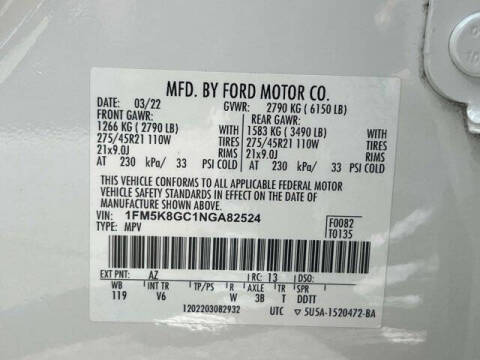 MFD. BY FORD MOTOR CO.
DATE: 03/22 GVWR: 2790 KG ( 6150 LB)
FRONT GAWR: REAR GAWR:
1266 KG ( 2790 LB) 1583 KG ( 3490 LB)
275/45R21 110W TIRES 275/45R21 110W TIRES
21x9.0J RIMS 21x9.0J RIMS
AT 230 kPa/ 33 PSI COLD AT 230 kPa/ 33 PSI COLD
THIS VEHICLE CONFORMS TO ALL APPLICABLE FEDERAL MOTOR
VEHICLE SAFETY STANDARDS IN EFFECT ON THE DATE OF
MANUFACTURE SHOWN ABOVE.
VIN: 1FM5K8GC1NGA82524 F0082
TYPE: MPV T0135
EXT PNT: AZ RC: 13 DSO:
WB INT TR TP/PS R AXLE TR SPR
119 V6 W 3B T DDTT
1202203082932 UTC 5U5A-1520472-BA